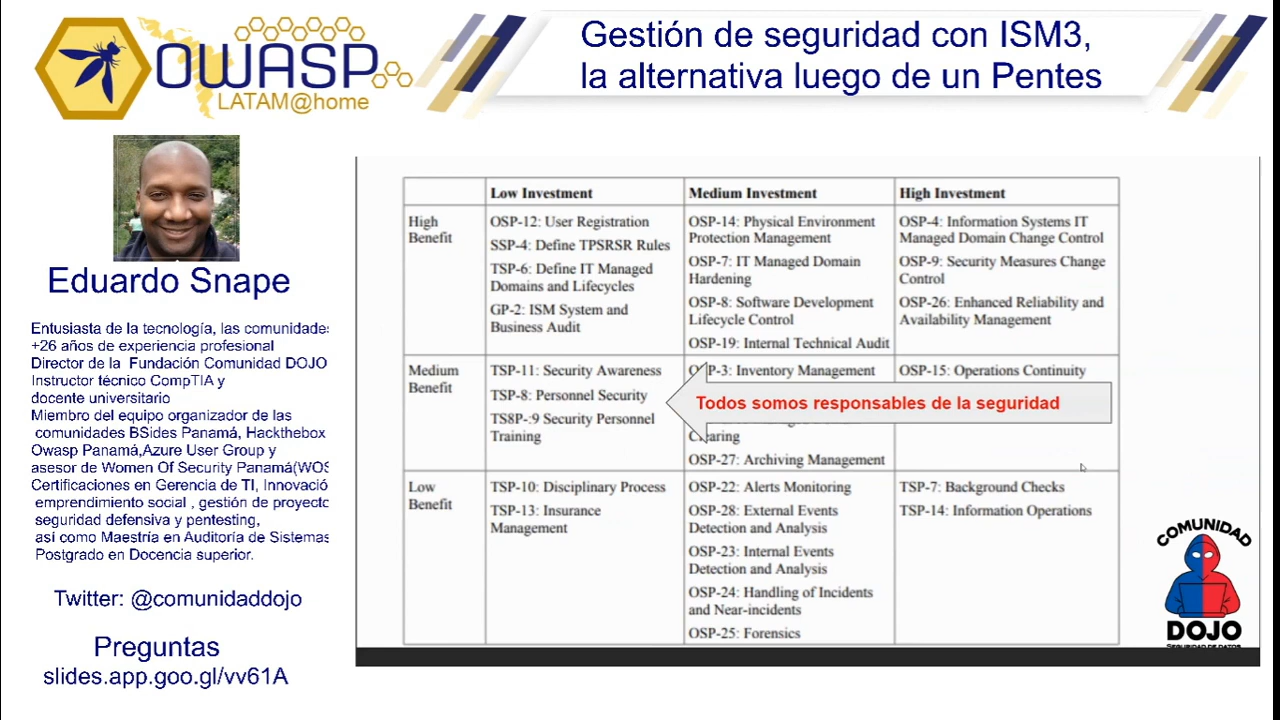 OWASP
LATAM@home
Gestión de seguridad con ISM3,
la alternativa luego de un Pentes
Eduardo Snape
Entusiasta de la tecnología, las comunidades
+26 años de experiencia profesional
Director de la Fundación Comunidad DOJO
Instructor técnico CompTIA y
docente universitario
Miembro del equipo organizador de las
comunidades BSides Panamá, Hackthebox
Owasp Panamá,Azure User Group y
asesor de Women Of Security Panamá(WOS
Certificaciones en Gerencia de TI, Innovació
emprendimiento social , gestión de proyecto
seguridad defensiva y pentesting,
así como Maestría en Auditoría de Sistemas
Postgrado en Docencia superior.
Twitter: @comunidaddojo
Preguntas
slides.app.goo.gl/vv61A
Low Investment
Medium Investment
High Investment
High
Benefit
OSP-12: User Registration
SSP-4: Define TPSRSR Rules
TSP-6: Define IT Managed
Domains and Lifecycles
GP-2: ISM System and
Business Audit
OSP-14: Physical Environment
Protection Management
OSP-7: IT Managed Domain
Hardening
OSP-8: Software Development
Lifecycle Control
OSP-19: Internal Technical Audit
OSP-4: Information Systems IT
Managed Domain Change Control
OSP-9: Security Measures Change
Control
OSP-26: Enhanced Reliability and
Availability Management
Medium
Benefit
TSP-11: Security Awareness
TSP-8: Personnel Security
TS8P-:9 Security Personnel
Training
OSP-3: Inventory Management
Clearing
OSP-27: Archiving Management
OSP-15: Operations Continuity
Todos somos responsables de la seguridad
Low
Benefit
TSP-10: Disciplinary Process
TSP-13: Insurance
Management
OSP-22: Alerts Monitoring
OSP-28: External Events
Detection and Analysis
OSP-23: Internal Events
Detection and Analysis
OSP-24: Handling of Incidents
and Near-incidents
OSP-25: Forensics
TSP-7: Background Checks
TSP-14: Information Operations
COMUNIDAD
DOJO
SEGURIDAD DE DATOS